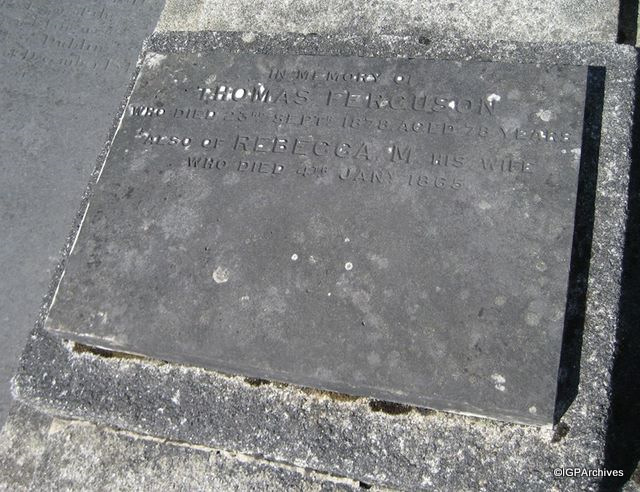 IN MEMORY OF
THOMAS FERGUSON
WHO DIED 25TH SEPTR 1878, AGED 78 YEARS
ALSO OF REBECCA M. HIS WIFE
WHO DIED 4TH JANY 1865
©IGPArchives